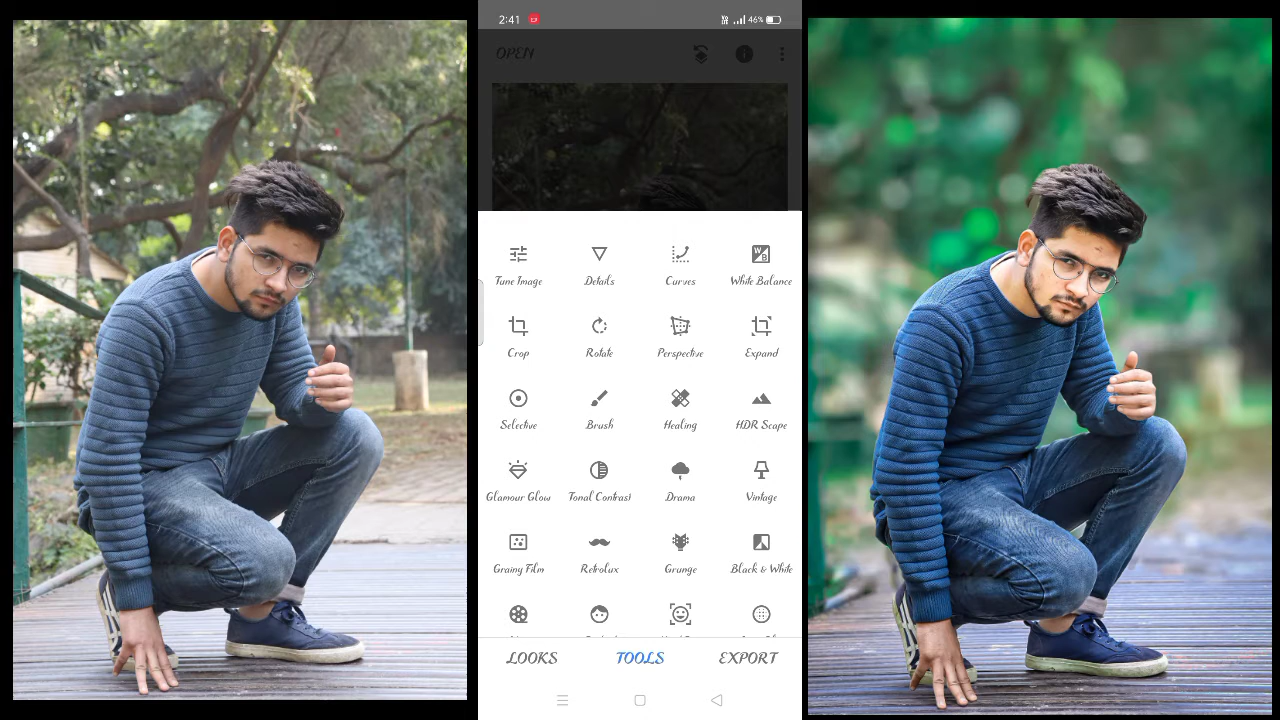 2:41
46%
OPEN
Tune Image Details Curves White Balance
Crop Rotate Perspective Expand
Selective Brush Healing HDR Scape
Glamour Glow Tonal Contrast Drama Vintage
Grainy Film Retrolux Grunge Black & White
LOOKS TOOLS EXPORT